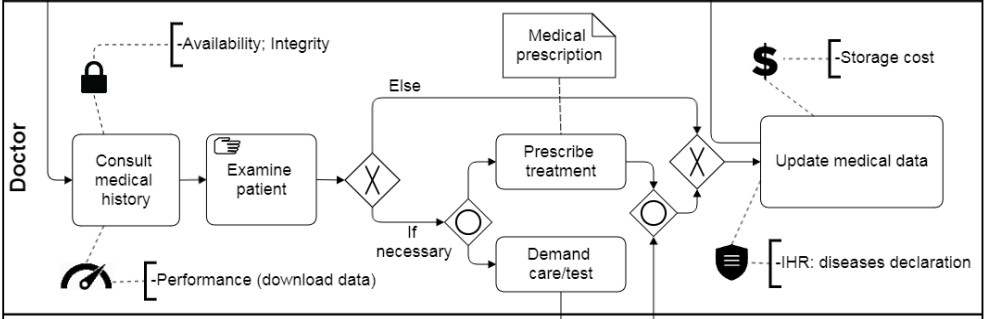 Doctor
-Availability; Integrity
Medical
prescription
$
-Storage cost
Else
Consult
medical
history
Examine
patient
X
Prescribe
treatment
X
Update medical data
If
necessary
Demand
care/test
-Performance (download data)
-IHR: diseases declaration